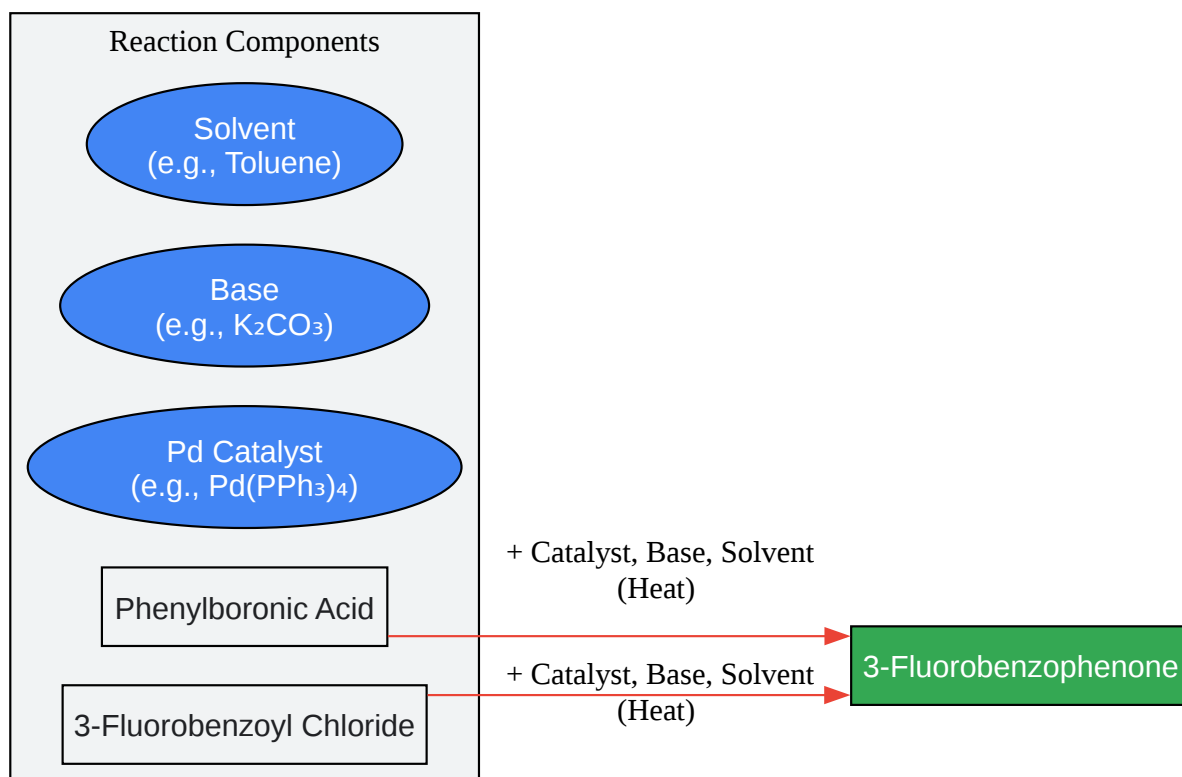 Reaction Components
Solvent
(e.g., Toluene)
Base
(e.g., K₂CO₃)
Pd Catalyst
(e.g., Pd(PPh₃)₄)
+ Catalyst, Base, Solvent
(Heat)
Phenylboronic Acid
3-Fluorobenzophenone
+ Catalyst, Base, Solvent
(Heat)
3-Fluorobenzoyl Chloride